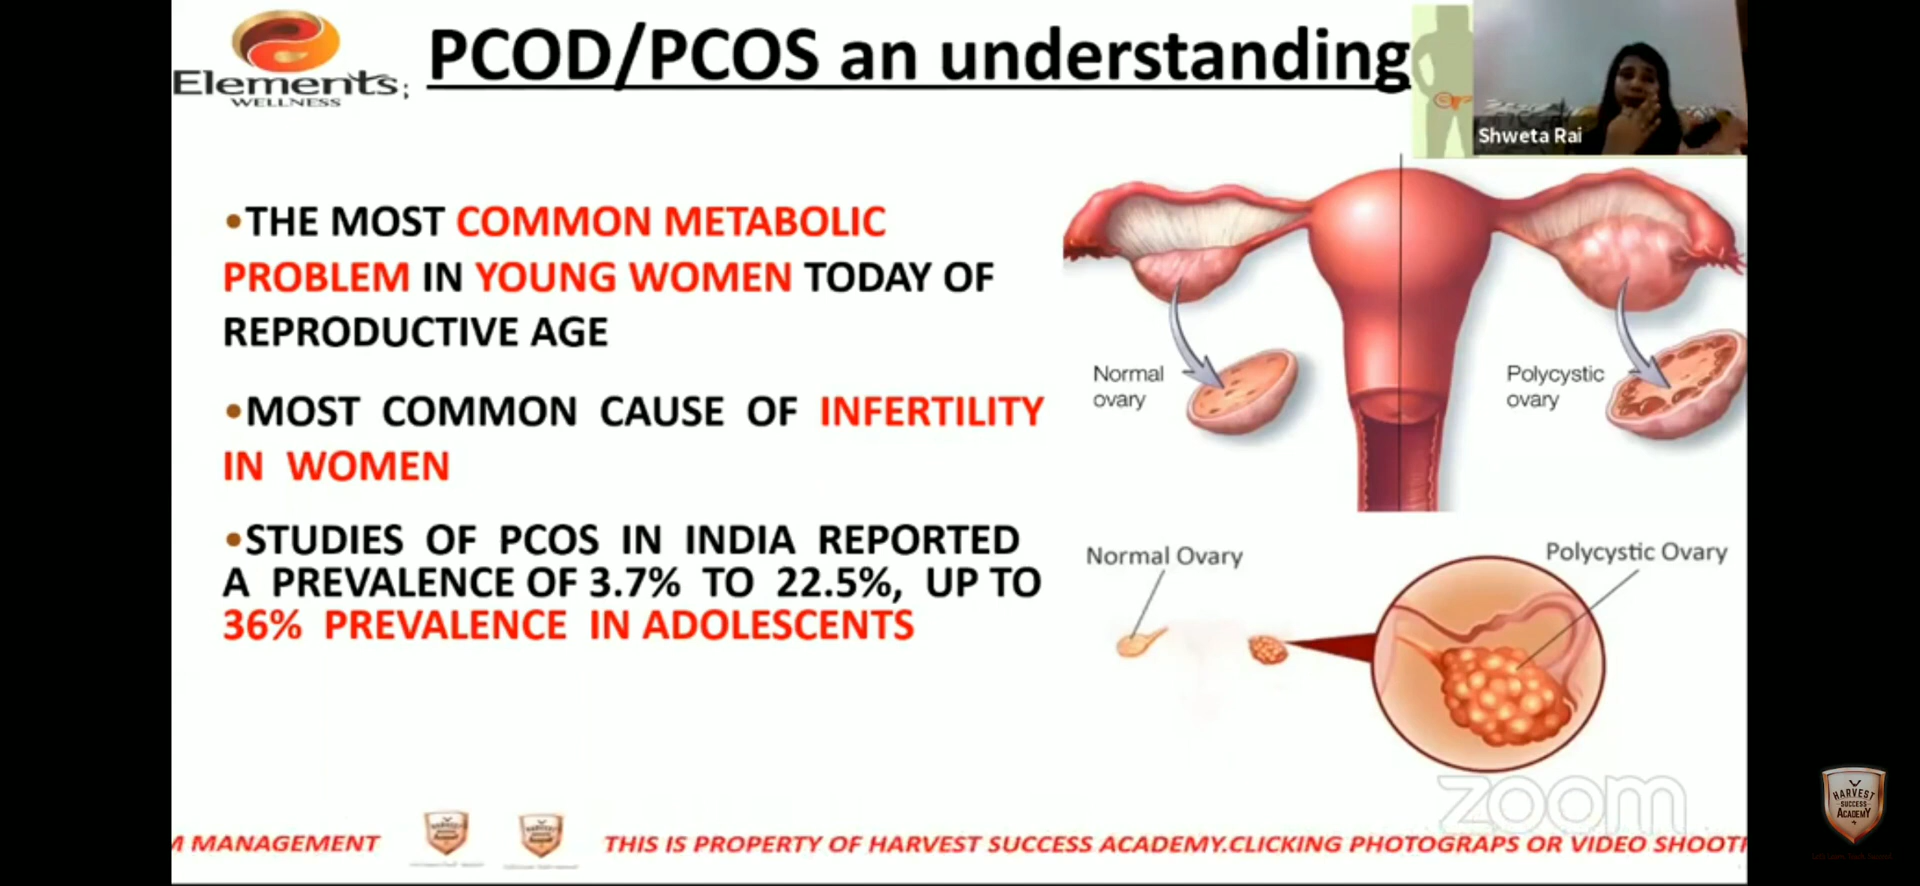 Elements;
WELLNESS
PCOD/PCOS an understanding
Shweta Rai
•THE MOST COMMON METABOLIC
PROBLEM IN YOUNG WOMEN TODAY OF
REPRODUCTIVE AGE
•MOST COMMON CAUSE OF INFERTILITY
IN WOMEN
•STUDIES OF PCOS IN INDIA REPORTED
A PREVALENCE OF 3.7% TO 22.5%, UP TO
36% PREVALENCE IN ADOLESCENTS
Normal
ovary
Polycystic
ovary
Normal Ovary
Polycystic Ovary
zoom
HARVEST
SUCCESS
ACADEMY
M MANAGEMENT
THIS IS PROPERTY OF HARVEST SUCCESS ACADEMY.CLICKING PHOTOGRAPS OR VIDEO SHOOTI